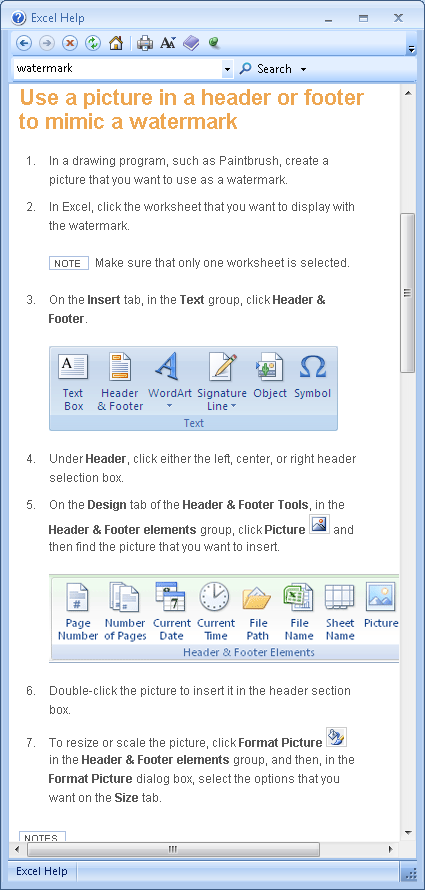 Excel Help
watermark
Search
Use a picture in a header or footer
to mimic a watermark
1. In a drawing program, such as Paintbrush, create a
picture that you want to use as a watermark.
2. In Excel, click the worksheet that you want to display with
the watermark.
NOTE Make sure that only one worksheet is selected.
3. On the Insert tab, in the Text group, click Header &
Footer.
Text Header WordArt Signature Object Symbol
Box & Footer Line
Text
4. Under Header, click either the left, center, or right header
selection box.
5. On the Design tab of the Header & Footer Tools, in the
Header & Footer elements group, click Picture and
then find the picture that you want to insert.
Page Number Current Current File File Sheet Picture
Number of Pages Date Time Path Name Name
Header & Footer Elements
6. Double-click the picture to insert it in the header section
box.
7. To resize or scale the picture, click Format Picture
in the Header & Footer elements group, and then, in the
Format Picture dialog box, select the options that you
want on the Size tab.
NOTES
Excel Help